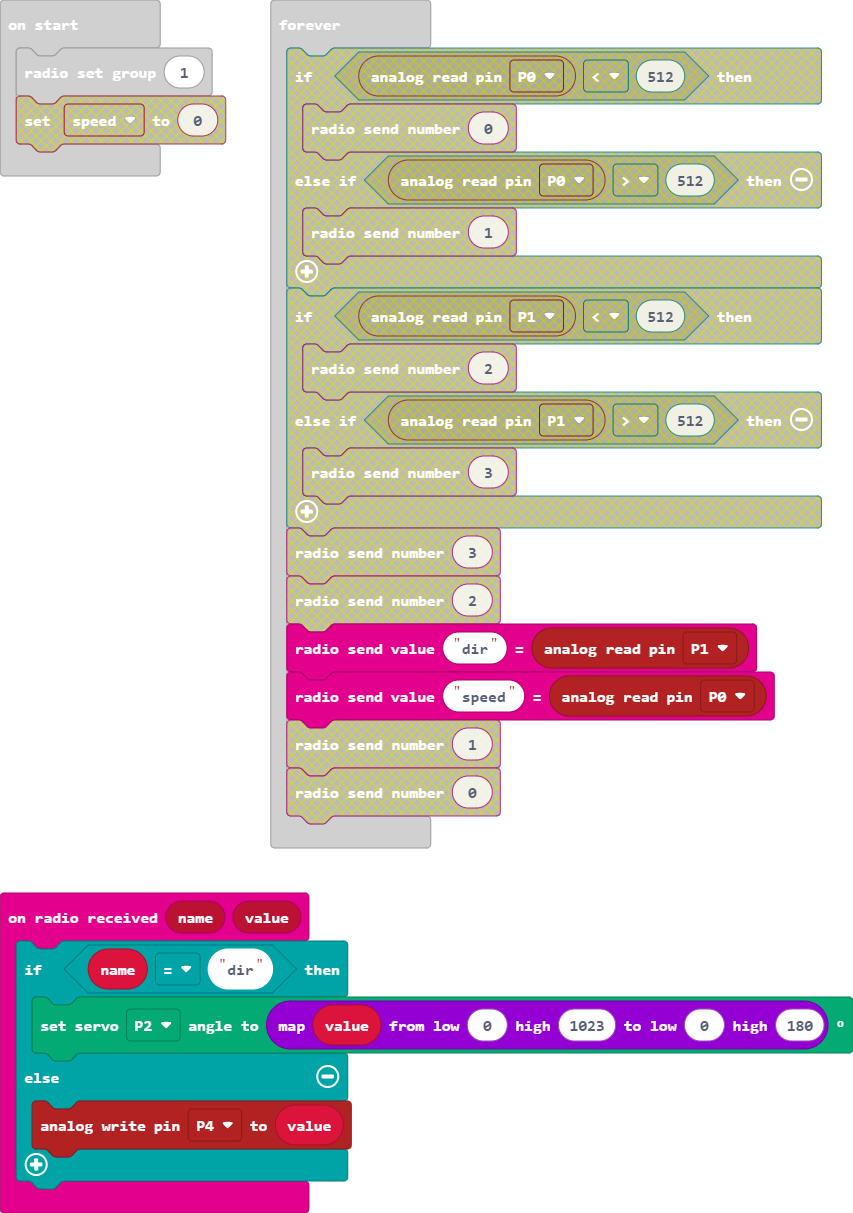 on start
radio set group 1
set speed to 0
forever
if analog read pin P0 < 512 then
radio send number 0
else if analog read pin P0 > 512 then
radio send number 1
if analog read pin P1 < 512 then
radio send number 2
else if analog read pin P1 > 512 then
radio send number 3
radio send number 3
radio send number 2
radio send value "dir" = analog read pin P1
radio send value "speed" = analog read pin P0
radio send number 1
radio send number 0
on radio received name value
if name = "dir" then
set servo P2 angle to map value from low 0 high 1023 to low 0 high 180 °
else
analog write pin P4 to value